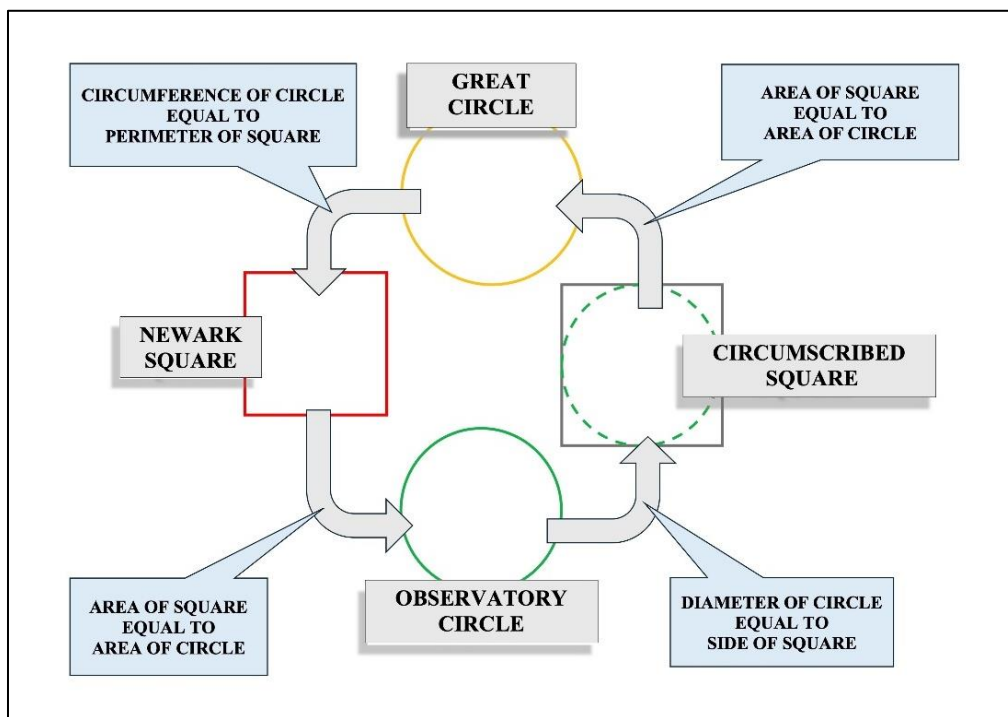 CIRCUMFERENCE OF CIRCLE
EQUAL TO
PERIMETER OF SQUARE
GREAT
CIRCLE
AREA OF SQUARE
EQUAL TO
AREA OF CIRCLE
NEWARK
SQUARE
CIRCUMSCRIBED
SQUARE
AREA OF SQUARE
EQUAL TO
AREA OF CIRCLE
OBSERVATORY
CIRCLE
DIAMETER OF CIRCLE
EQUAL TO
SIDE OF SQUARE